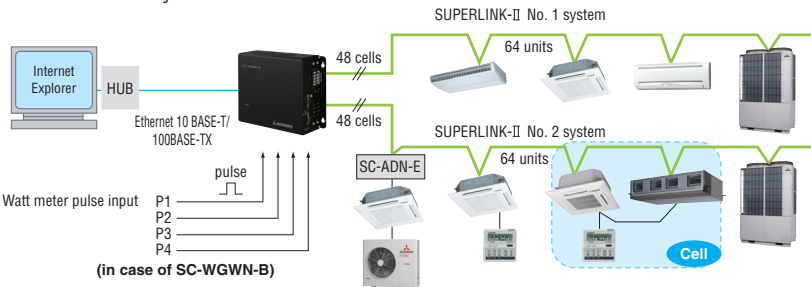 SUPERLINK-II No. 1 system
48 cells
64 units
Internet
Explorer
HUB
Ethernet 10 BASE-T/
100BASE-TX
48 cells
SUPERLINK-II No. 2 system
64 units
SC-ADN-E
pulse
Watt meter pulse input
P1
P2
P3
P4
(in case of SC-WGWN-B)
Cell